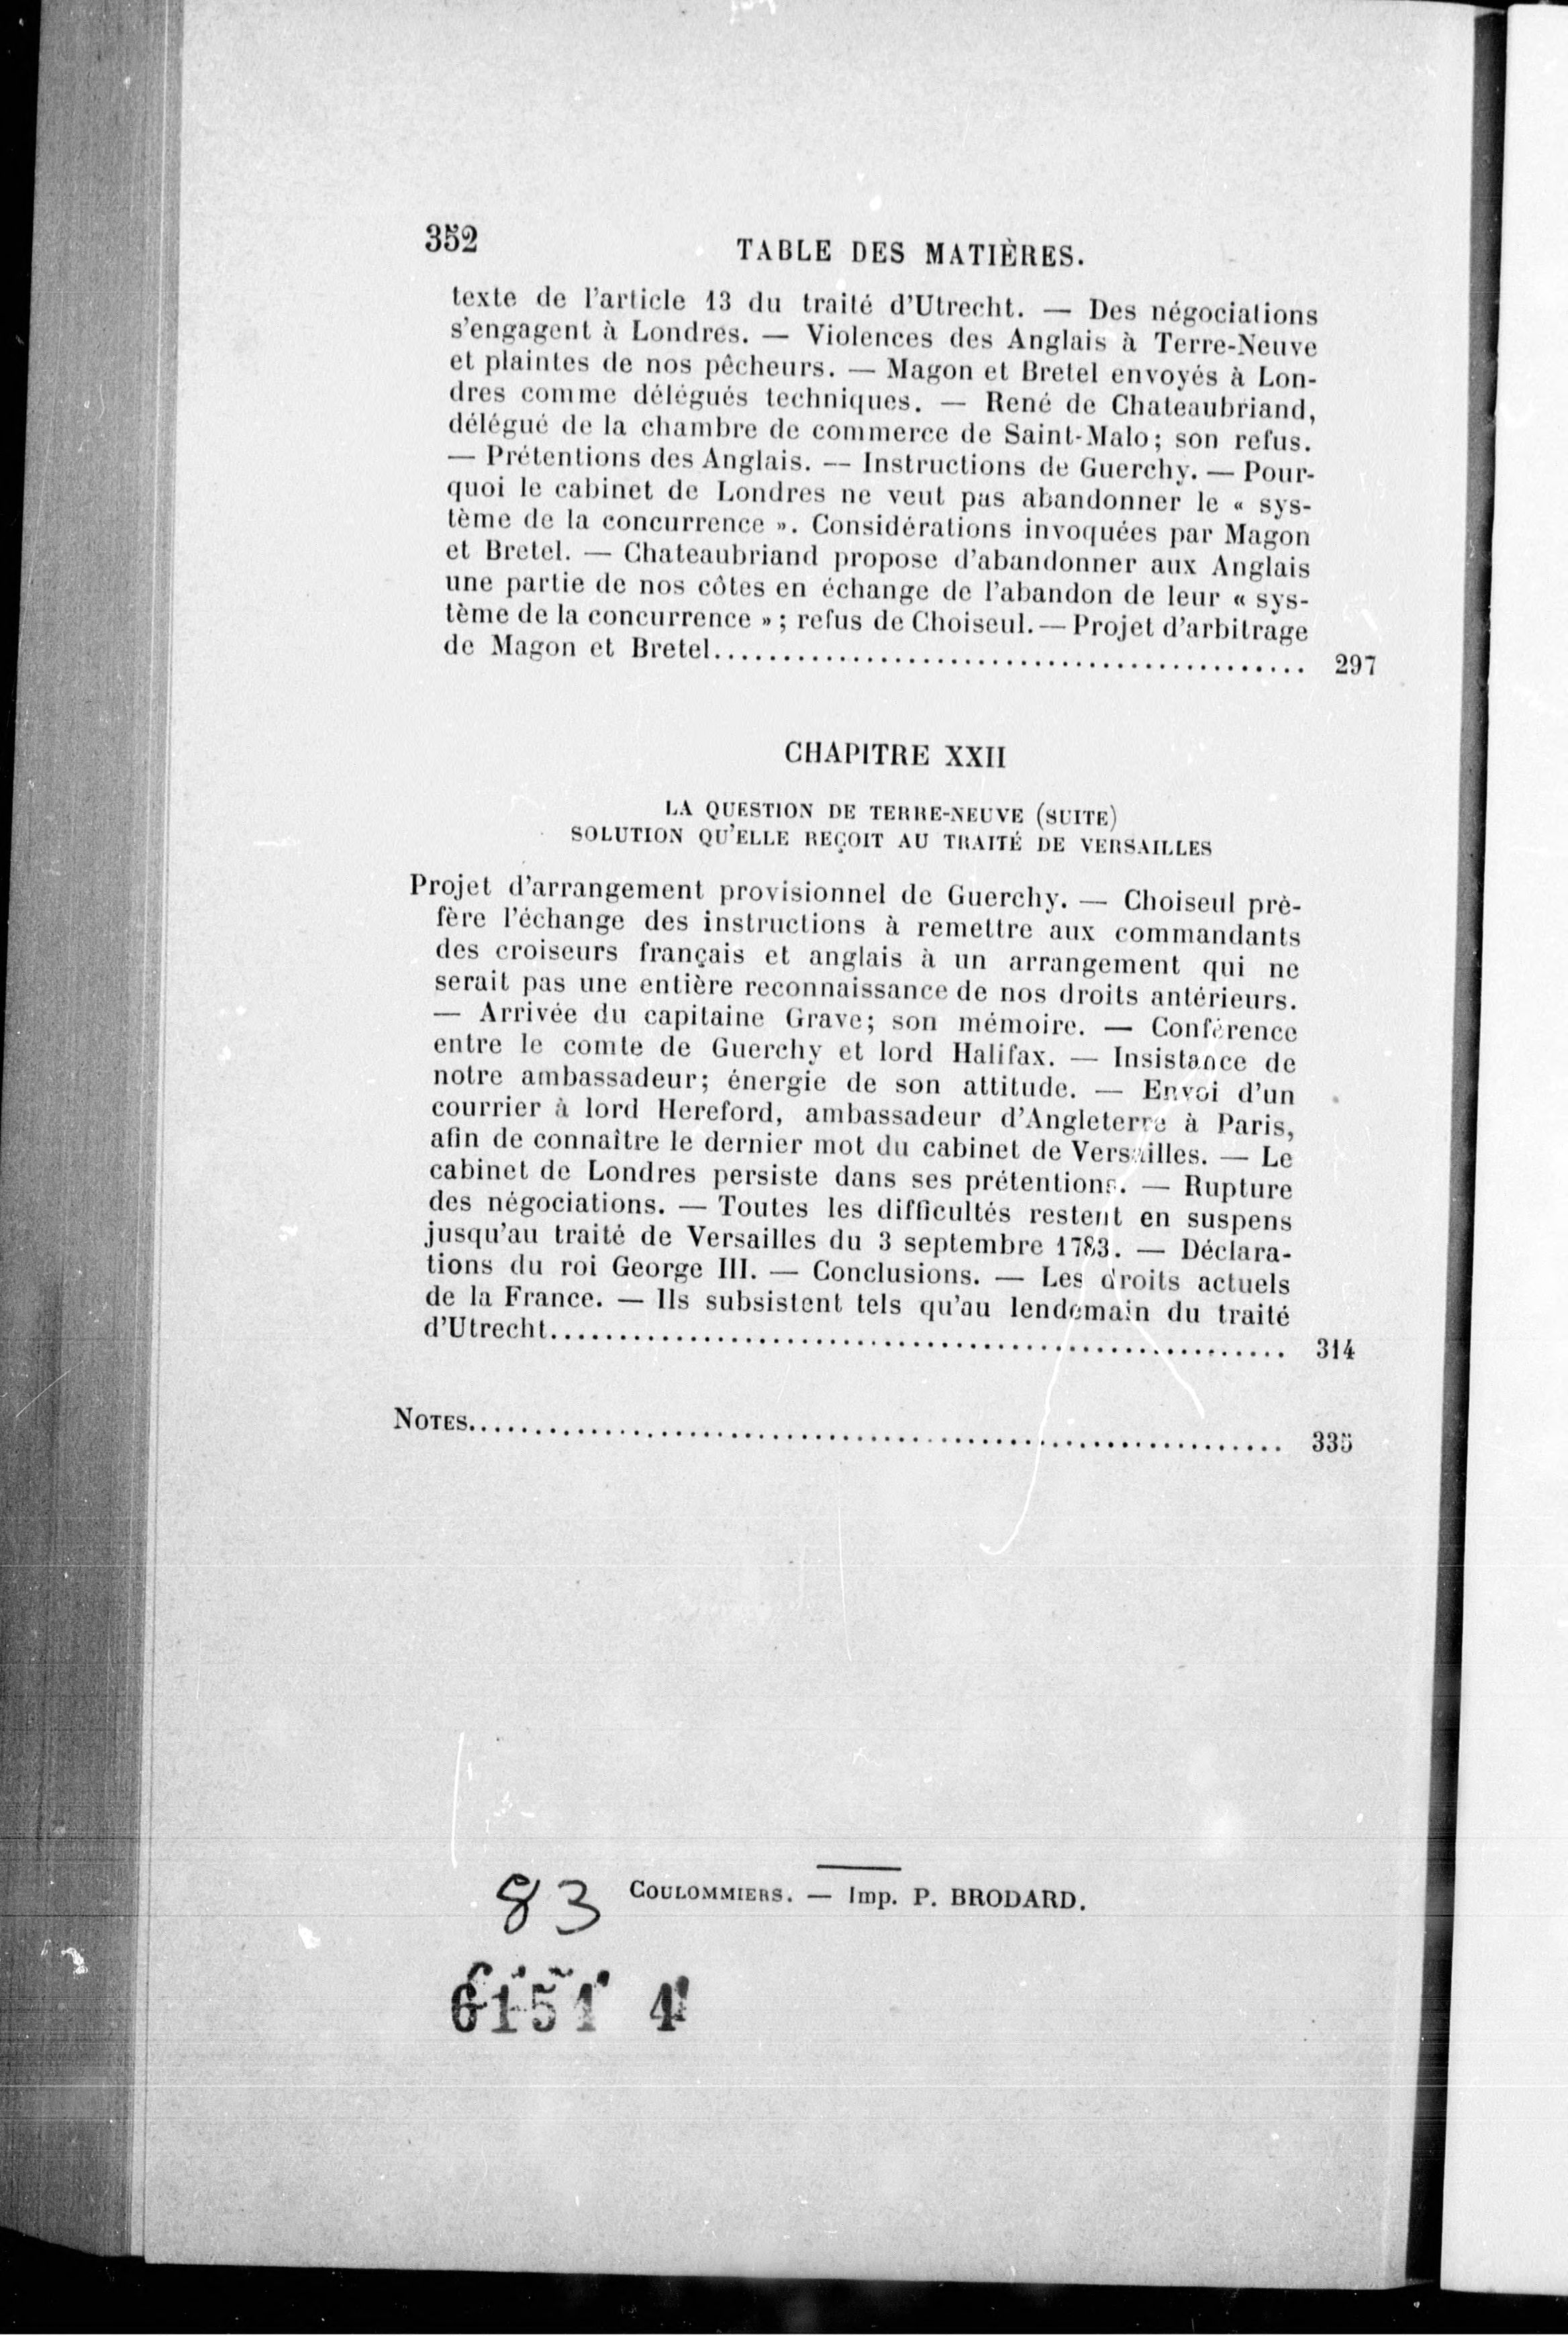 352
TABLE DES MATIÈRES.
texte de l'article 13 du traité d'Utrecht. — Des négociations
s'engagent à Londres. — Violences des Anglais à Terre-Neuve
et plaintes de nos pêcheurs. — Magon et Bretel envoyés à Lon-
dres comme délégués techniques. — René de Chateaubriand,
délégué de la chambre de commerce de Saint-Malo; son refus.
— Prétentions des Anglais. — Instructions de Guerchy. — Pour-
quoi le cabinet de Londres ne veut pas abandonner le « sys-
tème de la concurrence ». Considérations invoquées par Magon
et Bretel. — Chateaubriand propose d'abandonner aux Anglais
une partie de nos côtes en échange de l'abandon de leur « sys-
tème de la concurrence »; refus de Choiseul. — Projet d'arbitrage
de Magon et Bretel........................................... 297
CHAPITRE XXII
LA QUESTION DE TERRE-NEUVE (SUITE)
SOLUTION QU'ELLE REÇOIT AU TRAITÉ DE VERSAILLES
Projet d'arrangement provisionnel de Guerchy. — Choiseul pré-
fère l'échange des instructions à remettre aux commandants
des croiseurs français et anglais à un arrangement qui ne
serait pas une entière reconnaissance de nos droits antérieurs.
— Arrivée du capitaine Grave; son mémoire. — Conférence
entre le comte de Guerchy et lord Halifax. — Insistance de
notre ambassadeur; énergie de son attitude. — Envoi d'un
courrier à lord Hereford, ambassadeur d'Angleterre à Paris,
afin de connaître le dernier mot du cabinet de Versailles. — Le
cabinet de Londres persiste dans ses prétentions. — Rupture
des négociations. — Toutes les difficultés restent en suspens
jusqu'au traité de Versailles du 3 septembre 1783. — Déclara-
tions du roi George III. — Conclusions. — Les droits actuels
de la France. — Ils subsistent tels qu'au lendemain du traité
d'Utrecht..................................................... 314
NOTES........................................................... 335
83
COULOMMIERS. — Imp. P. BRODARD.
6151 4